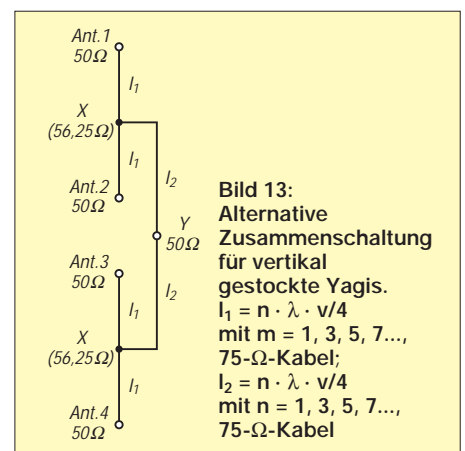 Ant.1
50Ω
l₁
X
(56,25Ω)
l₁
l₂
Ant.2
50Ω
Y
50Ω
Ant.3
50Ω
l₁
l₂
X
(56,25Ω)
l₁
Ant.4
50Ω
Bild 13:
Alternative
Zusammenschaltung
für vertikal
gestockte Yagis.
l₁ = n · λ · v/4
mit m = 1, 3, 5, 7...,
75-Ω-Kabel;
l₂ = n · λ · v/4
mit n = 1, 3, 5, 7...,
75-Ω-Kabel